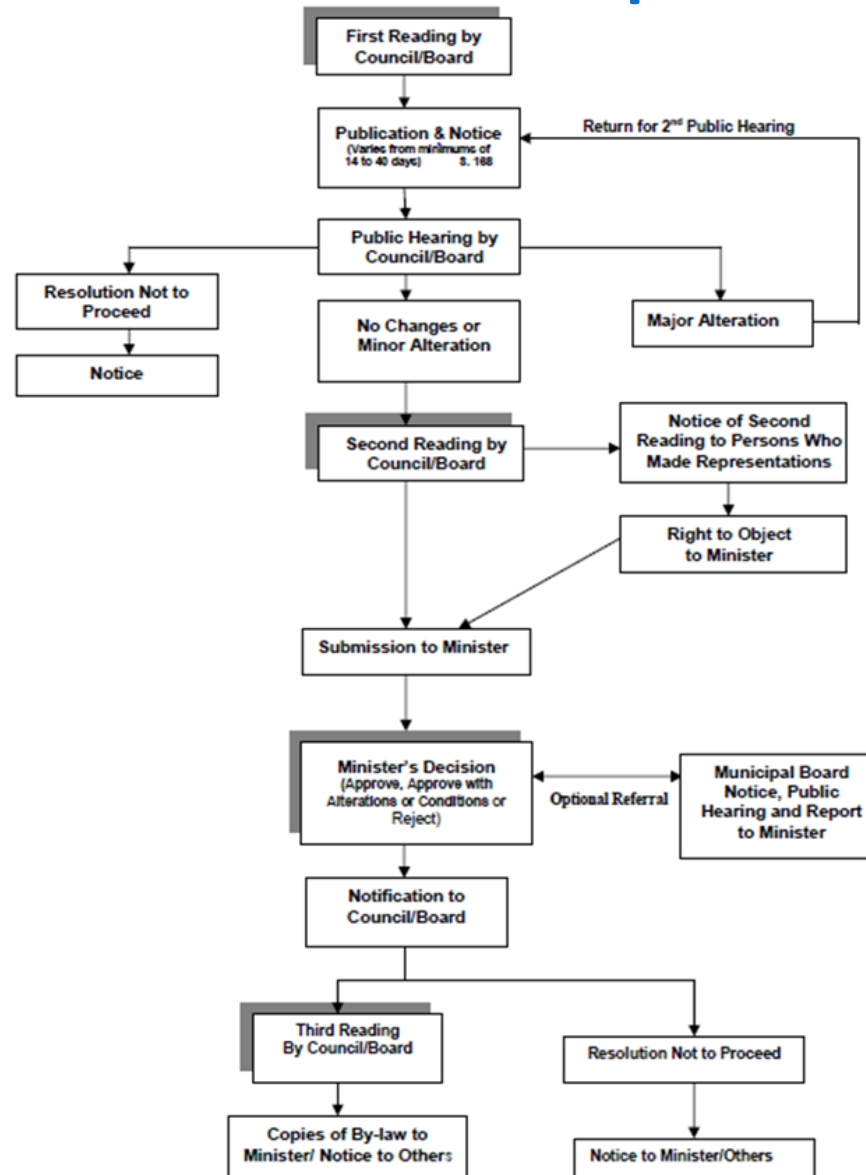 First Reading by
Council/Board
Publication & Notice
(Varies from minimums of
14 to 40 days) S. 168
Return for 2nd Public Hearing
Public Hearing by
Council/Board
Resolution Not to
Proceed
Notice
No Changes or
Minor Alteration
Major Alteration
Second Reading by
Council/Board
Notice of Second
Reading to Persons Who
Made Representations
Right to Object
to Minister
Submission to Minister
Minister's Decision
(Approve, Approve with
Alterations or Conditions or
Reject)
Optional Referral
Municipal Board
Notice, Public
Hearing and Report
to Minister
Notification to
Council/Board
Third Reading
By Council/Board
Resolution Not to Proceed
Copies of By-law to
Minister/ Notice to Others
Notice to Minister/Others